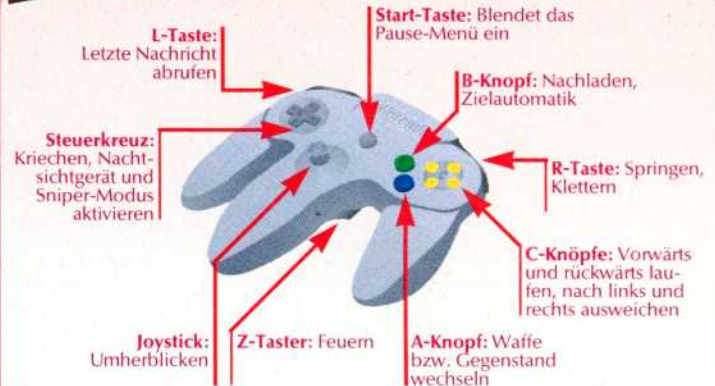 Start-Taste: Blendet das
Pause-Menü ein
L-Taste:
Letzte Nachricht
abrufen
B-Knopf: Nachladen,
Zielautomatik
Steuerkreuz:
Kriechen, Nacht-
sichtgerät und
Sniper-Modus
aktivieren
R-Taste: Springen,
Klettern
C-Knöpfe: Vorwärts
und rückwärts lau-
fen, nach links und
rechts ausweichen
Joystick:
Umherblicken
Z-Taster: Feuern
A-Knopf: Waffe
bzw. Gegenstand
wechseln